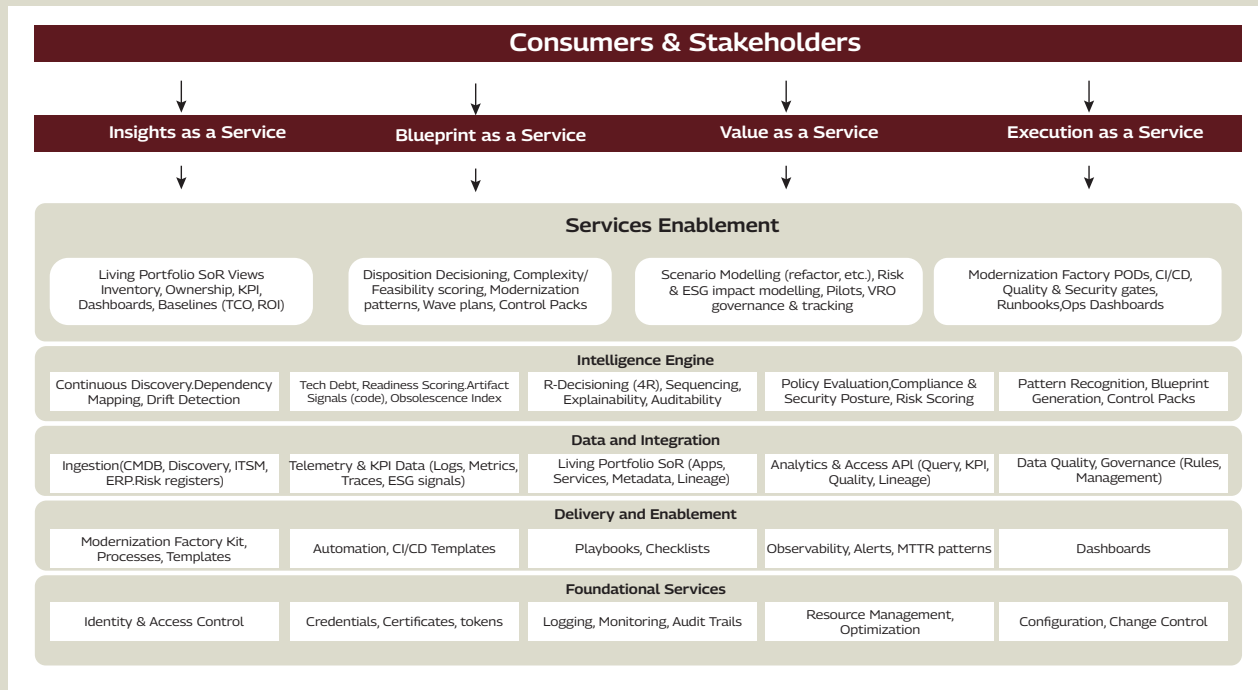 Consumers & Stakeholders
Insights as a Service
Blueprint as a Service
Value as a Service
Execution as a Service
Services Enablement
Living Portfolio SoR Views
Inventory, Ownership, KPI,
Dashboards, Baselines (TCO, ROI)
Disposition Decisioning, Complexity/
Feasibility scoring, Modernization
patterns, Wave plans, Control Packs
Scenario Modelling (refactor, etc.), Risk
& ESG impact modelling, Pilots, VRO
governance & tracking
Modernization Factory PODs, CI/CD,
Quality & Security gates,
Runbooks,Ops Dashboards
Intelligence Engine
Continuous Discovery.Dependency
Mapping, Drift Detection
Tech Debt, Readiness Scoring.Artifact
Signals (code), Obsolescence Index
R-Decisioning (4R), Sequencing,
Explainability, Auditability
Policy Evaluation,Compliance &
Security Posture, Risk Scoring
Pattern Recognition, Blueprint
Generation, Control Packs
Data and Integration
Ingestion(CMDB, Discovery, ITSM,
ERP.Risk registers)
Telemetry & KPI Data (Logs, Metrics,
Traces, ESG signals)
Living Portfolio SoR (Apps,
Services, Metadata, Lineage)
Analytics & Access API (Query, KPI,
Quality, Lineage)
Data Quality, Governance (Rules,
Management)
Delivery and Enablement
Modernization Factory Kit,
Processes, Templates
Automation, CI/CD Templates
Playbooks, Checklists
Observability, Alerts, MTTR patterns
Dashboards
Foundational Services
Identity & Access Control
Credentials, Certificates, tokens
Logging, Monitoring, Audit Trails
Resource Management,
Optimization
Configuration, Change Control